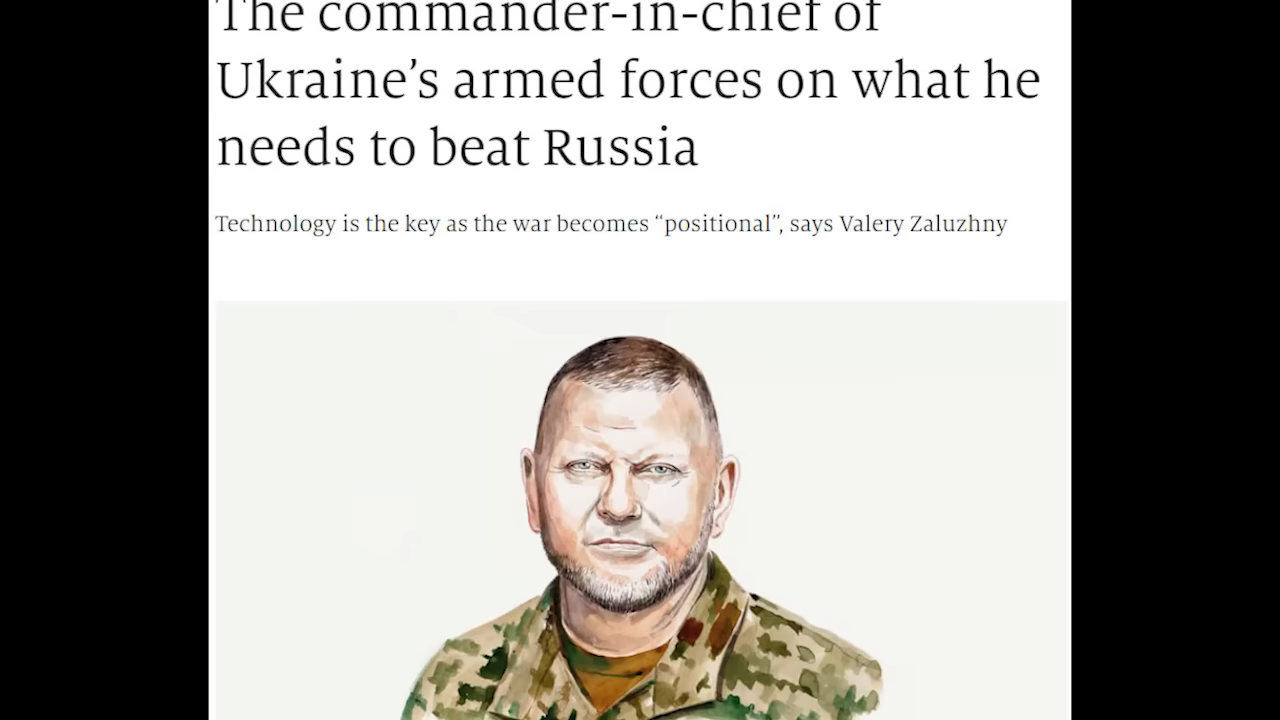 The commander-in-chief of
Ukraine’s armed forces on what he
needs to beat Russia
Technology is the key as the war becomes “positional”, says Valery Zaluzhny